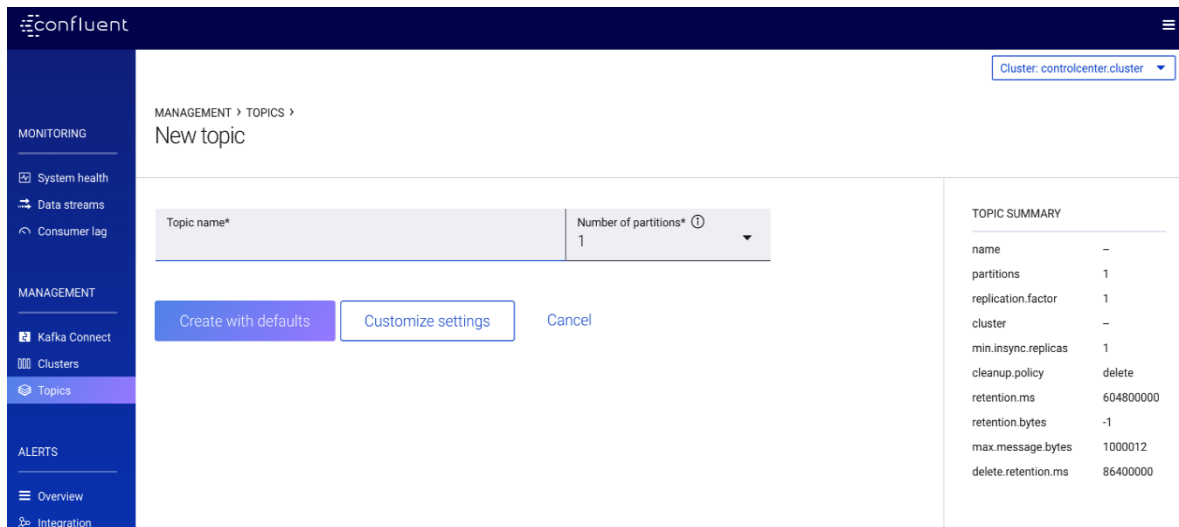 confluent
Cluster: controlcenter.cluster
MONITORING
System health
Data streams
Consumer lag
MANAGEMENT
Kafka Connect
Clusters
Topics
ALERTS
Overview
Integration
MANAGEMENT > TOPICS >
New topic
Topic name*
Number of partitions*
1
Create with defaults
Customize settings
Cancel
TOPIC SUMMARY
name –
partitions 1
replication.factor 1
cluster –
min.insync.replicas 1
cleanup.policy delete
retention.ms 604800000
retention.bytes -1
max.message.bytes 1000012
delete.retention.ms 86400000